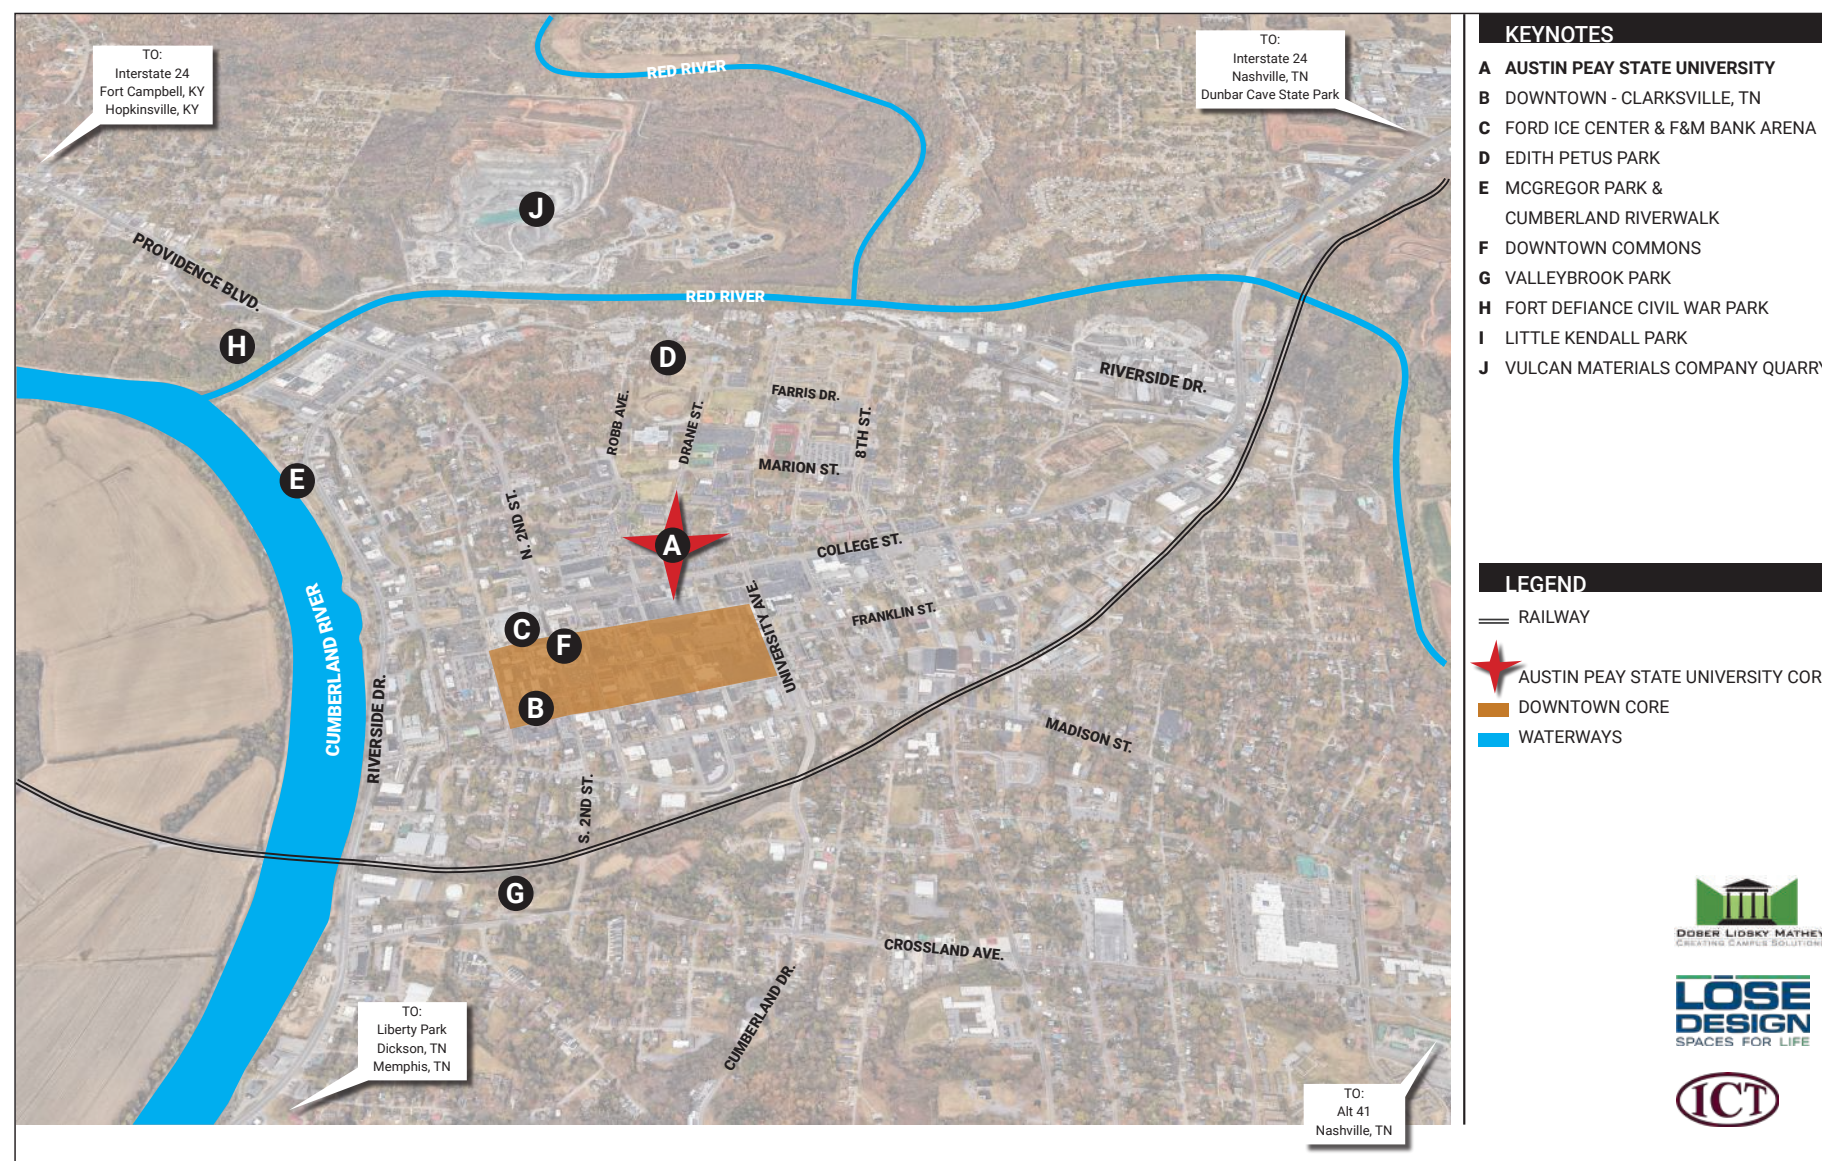 TO:
Interstate 24
Fort Campbell, KY
Hopkinsville, KY
RED RIVER
TO:
Interstate 24
Nashville, TN
Dunbar Cave State Park
J
PROVIDENCE BLVD.
RED RIVER
H
D
RIVERSIDE DR.
FARRIS DR.
ROBB AVE.
DRANE ST.
8TH ST.
MARION ST.
E
N. 2ND ST.
A
COLLEGE ST.
CUMBERLAND RIVER
UNIVERSITY AVE.
FRANKLIN ST.
C
F
B
RIVERSIDE DR.
MADISON ST.
S. 2ND ST.
G
CROSSLAND AVE.
CUMBERLAND DR.
TO:
Liberty Park
Dickson, TN
Memphis, TN
TO:
Alt 41
Nashville, TN
KEYNOTES
A AUSTIN PEAY STATE UNIVERSITY
B DOWNTOWN - CLARKSVILLE, TN
C FORD ICE CENTER & F&M BANK ARENA
D EDITH PETUS PARK
E MCGREGOR PARK &
CUMBERLAND RIVERWALK
F DOWNTOWN COMMONS
G VALLEYBROOK PARK
H FORT DEFIANCE CIVIL WAR PARK
I LITTLE KENDALL PARK
J VULCAN MATERIALS COMPANY QUARRY
LEGEND
RAILWAY
AUSTIN PEAY STATE UNIVERSITY COR
DOWNTOWN CORE
WATERWAYS
DOBER LIDSKY MATHEY
CREATING CAMPUS SOLUTIONS
LOSE
DESIGN
SPACES FOR LIFE
ICT